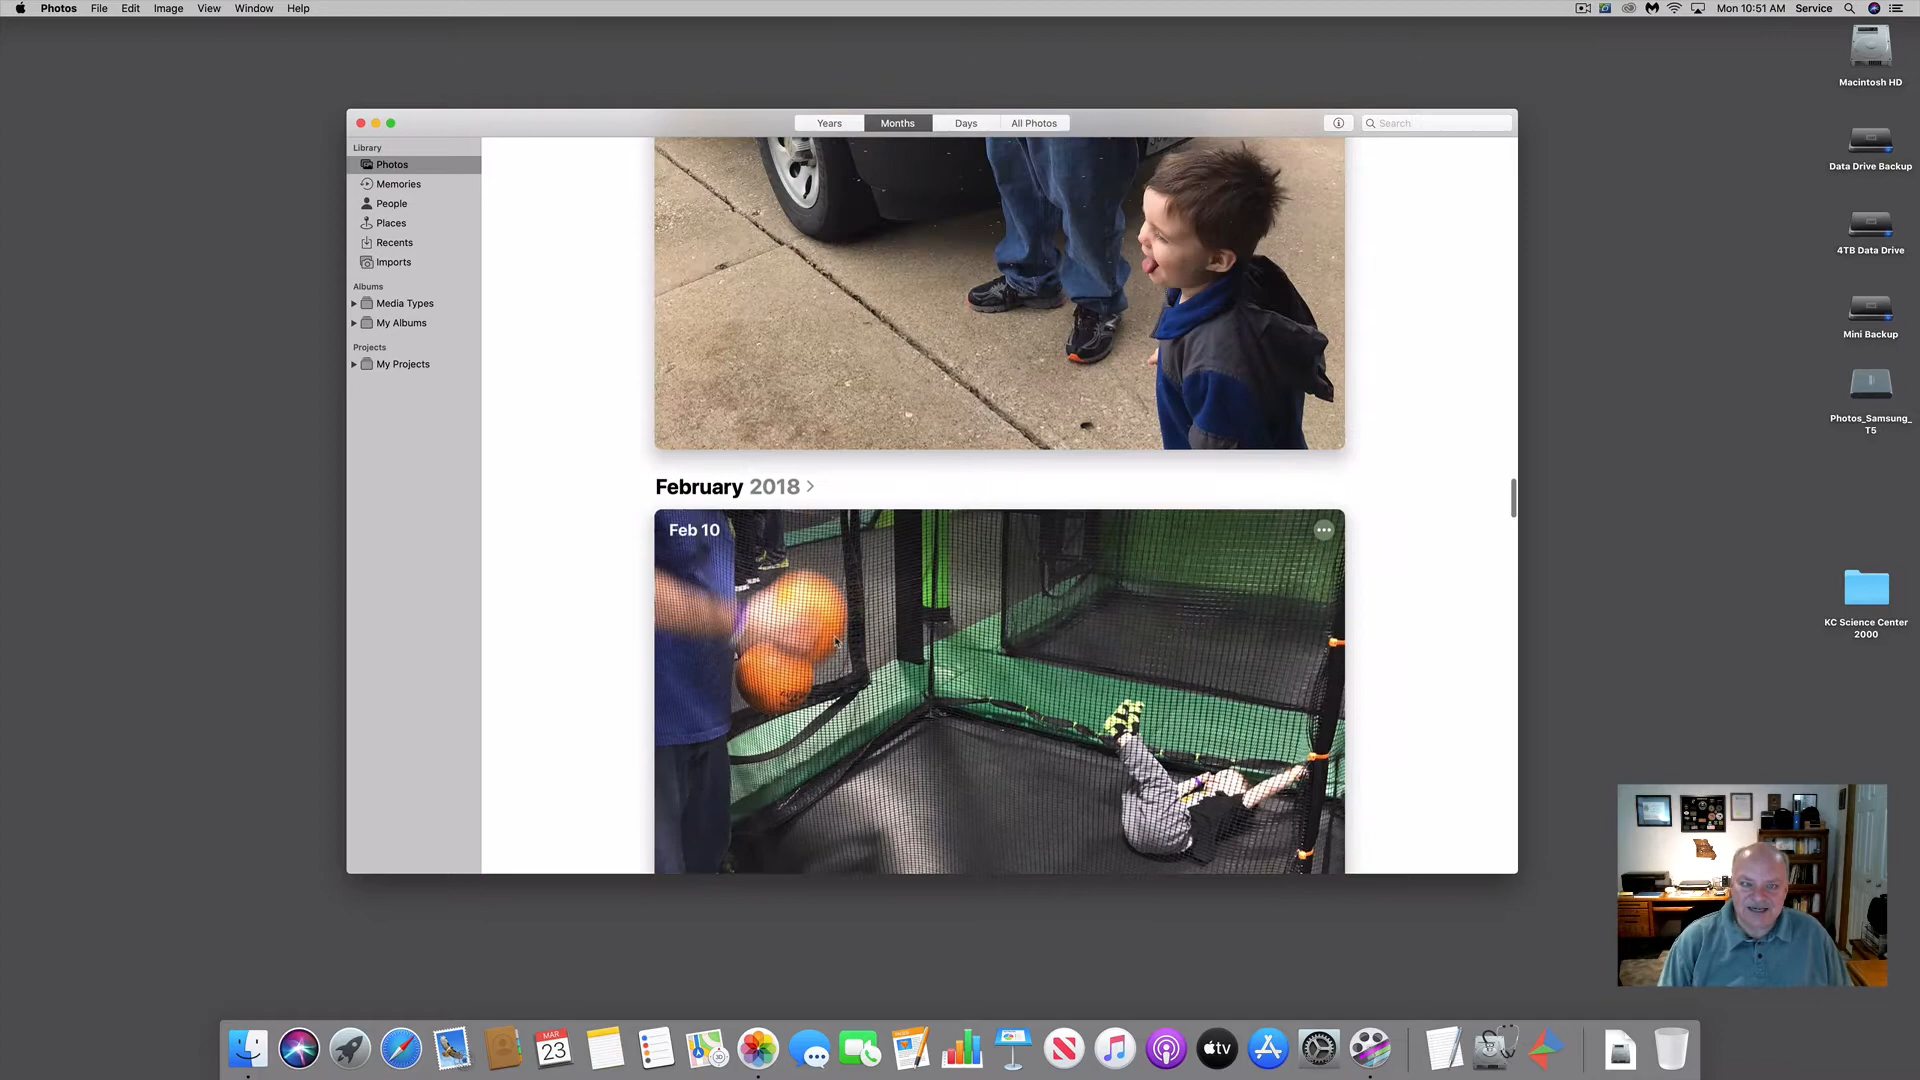 Photos File Edit Image View Window Help
Mon 10:51 AM Service
Macintosh HD
Data Drive Backup
4TB Data Drive
Mini Backup
Photos_Samsung_
T5
KC Science Center
2000
Years Months Days All Photos
Search
Library
Photos
Memories
People
Places
Recents
Imports
Albums
Media Types
My Albums
Projects
My Projects
February 2018
Feb 10
MAR
23
tv